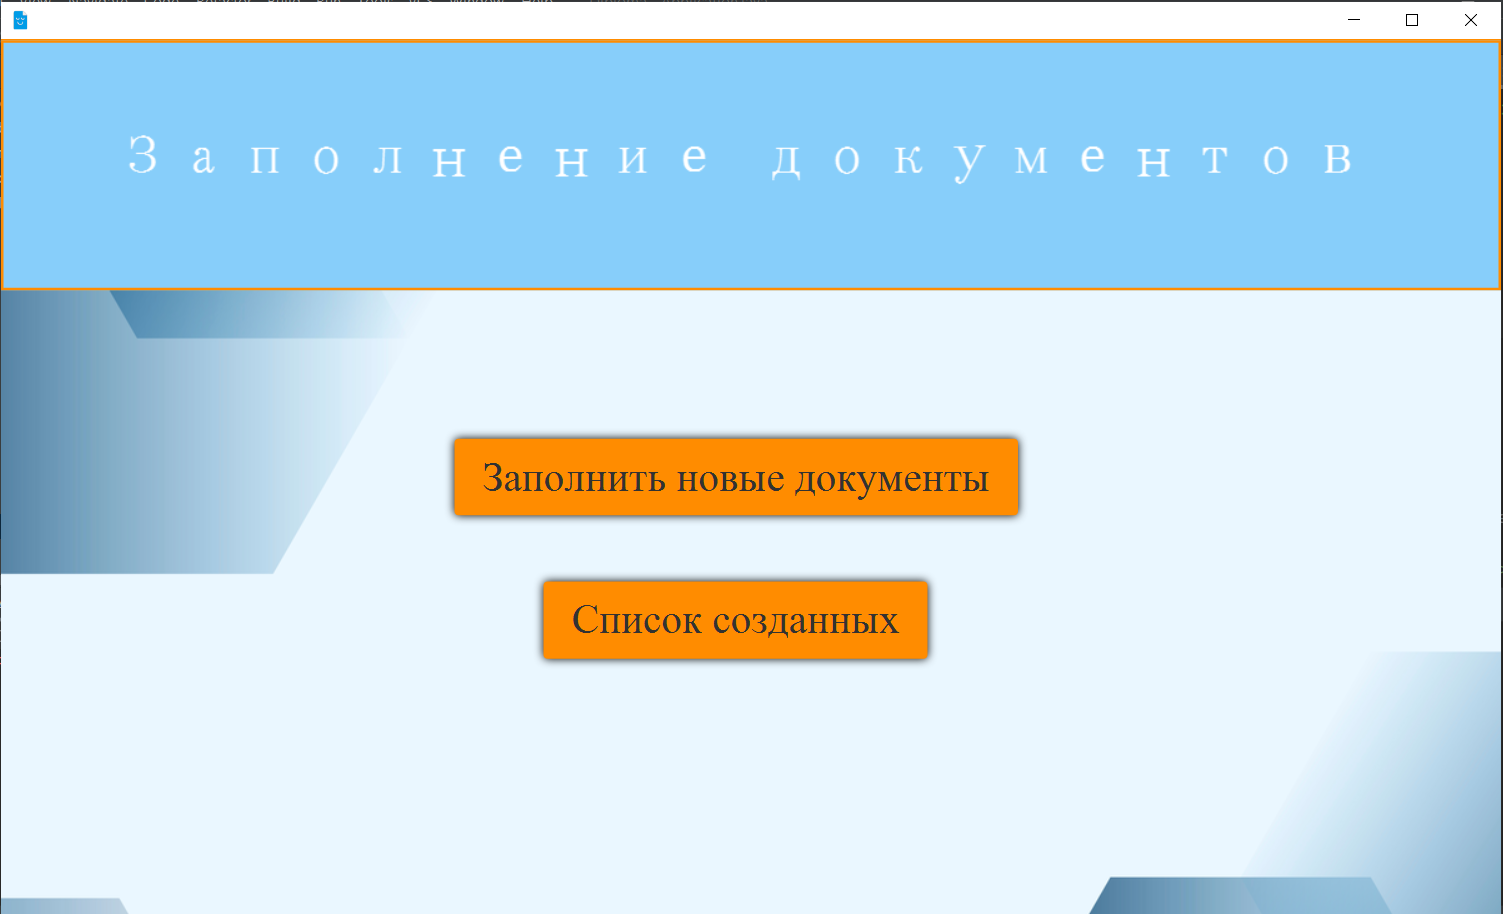 Заполнение документов
Заполнить новые документы
Список созданных